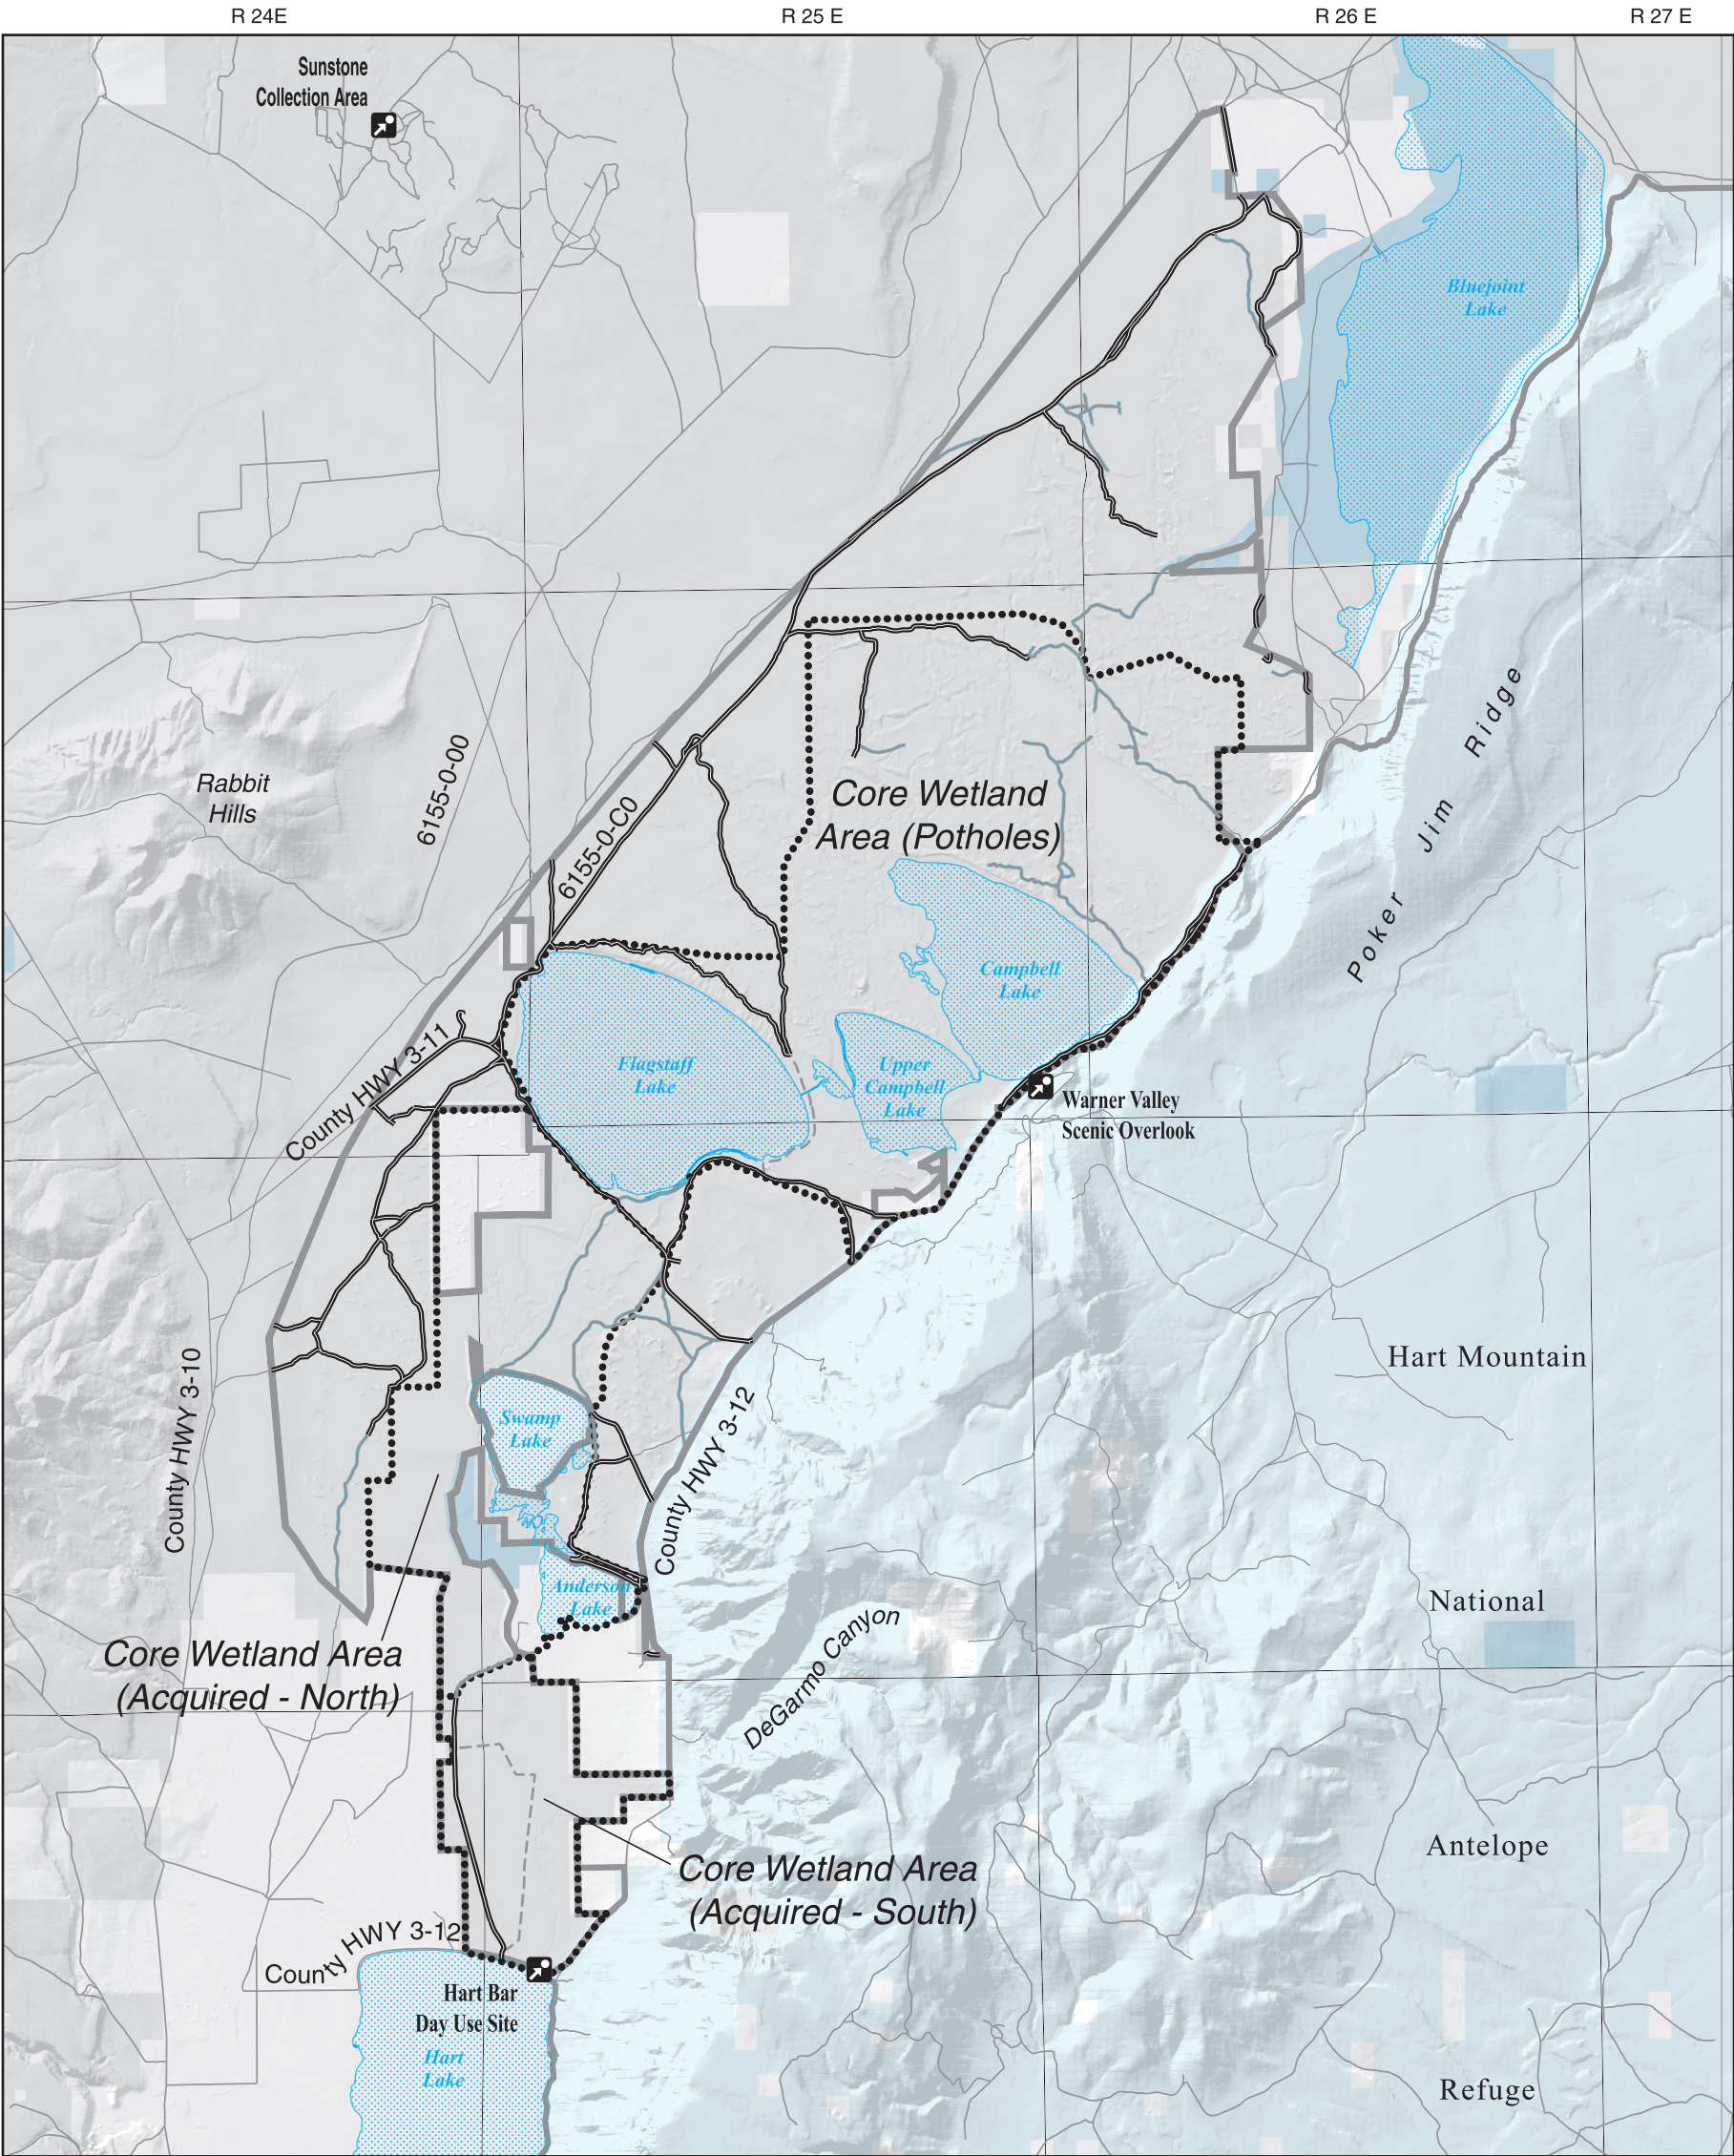 R 24E
R 25 E
R 26 E
R 27 E
Sunstone
Collection Area
Bluejoint
Lake
Rabbit
Hills
6155-0-00
6155-0-C0
Core Wetland
Area (Potholes)
Poker Jim Ridge
Campbell
Lake
Flagstaff
Lake
Upper
Campbell
Lake
County HWY 3-11
Warner Valley
Scenic Overlook
County HWY 3-10
Hart Mountain
Swamp
Lake
County HWY 3-12
Anderson
Lake
National
DeGarmo Canyon
Core Wetland Area
(Acquired - North)
Antelope
Core Wetland Area
(Acquired - South)
County HWY 3-12
Hart Bar
Day Use Site
Hart
Lake
Refuge